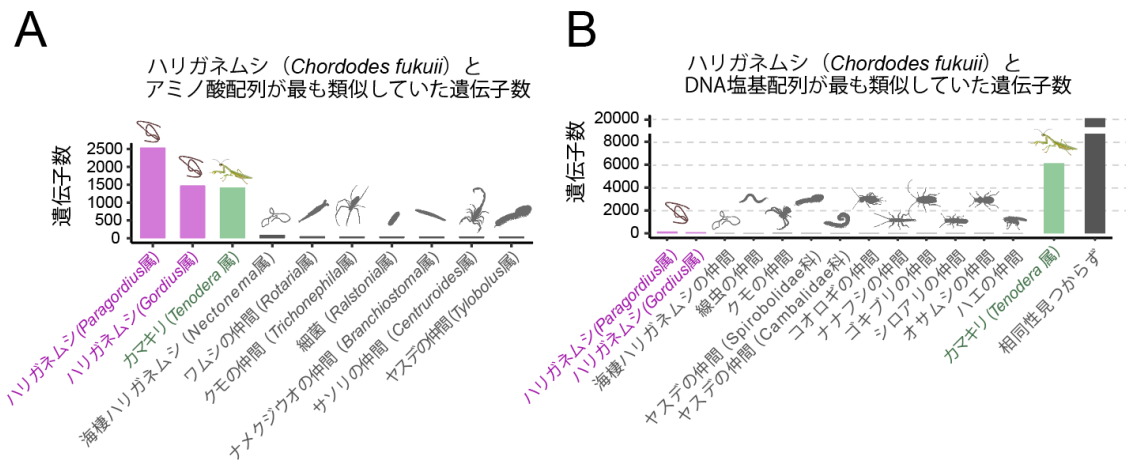 A
ハリガネムシ（Chordodes fukuii）と
アミノ酸配列が最も類似していた遺伝子数
遺伝子数
2500
2000
1500
1000
500
0
ハリガネムシ(Paragordius属)
ハリガネムシ(Gordius属)
カマキリ(Tenodera 属)
海棲ハリガネムシ (Nectonema属)
ワムシの仲間 (Rotaria属)
クモの仲間 (Trichonephila属)
細菌 (Ralstonia属)
ナメクジウオの仲間 (Branchiostoma属)
サソリの仲間 (Centruroides属)
ヤスデの仲間(Tylobolus属)
B
ハリガネムシ（Chordodes fukuii）と
DNA塩基配列が最も類似していた遺伝子数
遺伝子数
20000
8000
6000
4000
2000
0
ハリガネムシ(Paragordius属)
ハリガネムシ(Gordius属)
海棲ハリガネムシの仲間
線虫の仲間
クモの仲間
ヤスデの仲間 (Spirobolidae科)
ヤスデの仲間 (Cambalidae科)
コオロギの仲間
ナナフシの仲間
ゴキブリの仲間
シロアリの仲間
オサムシの仲間
ハエの仲間
カマキリ(Tenodera 属)
相同性見つからず